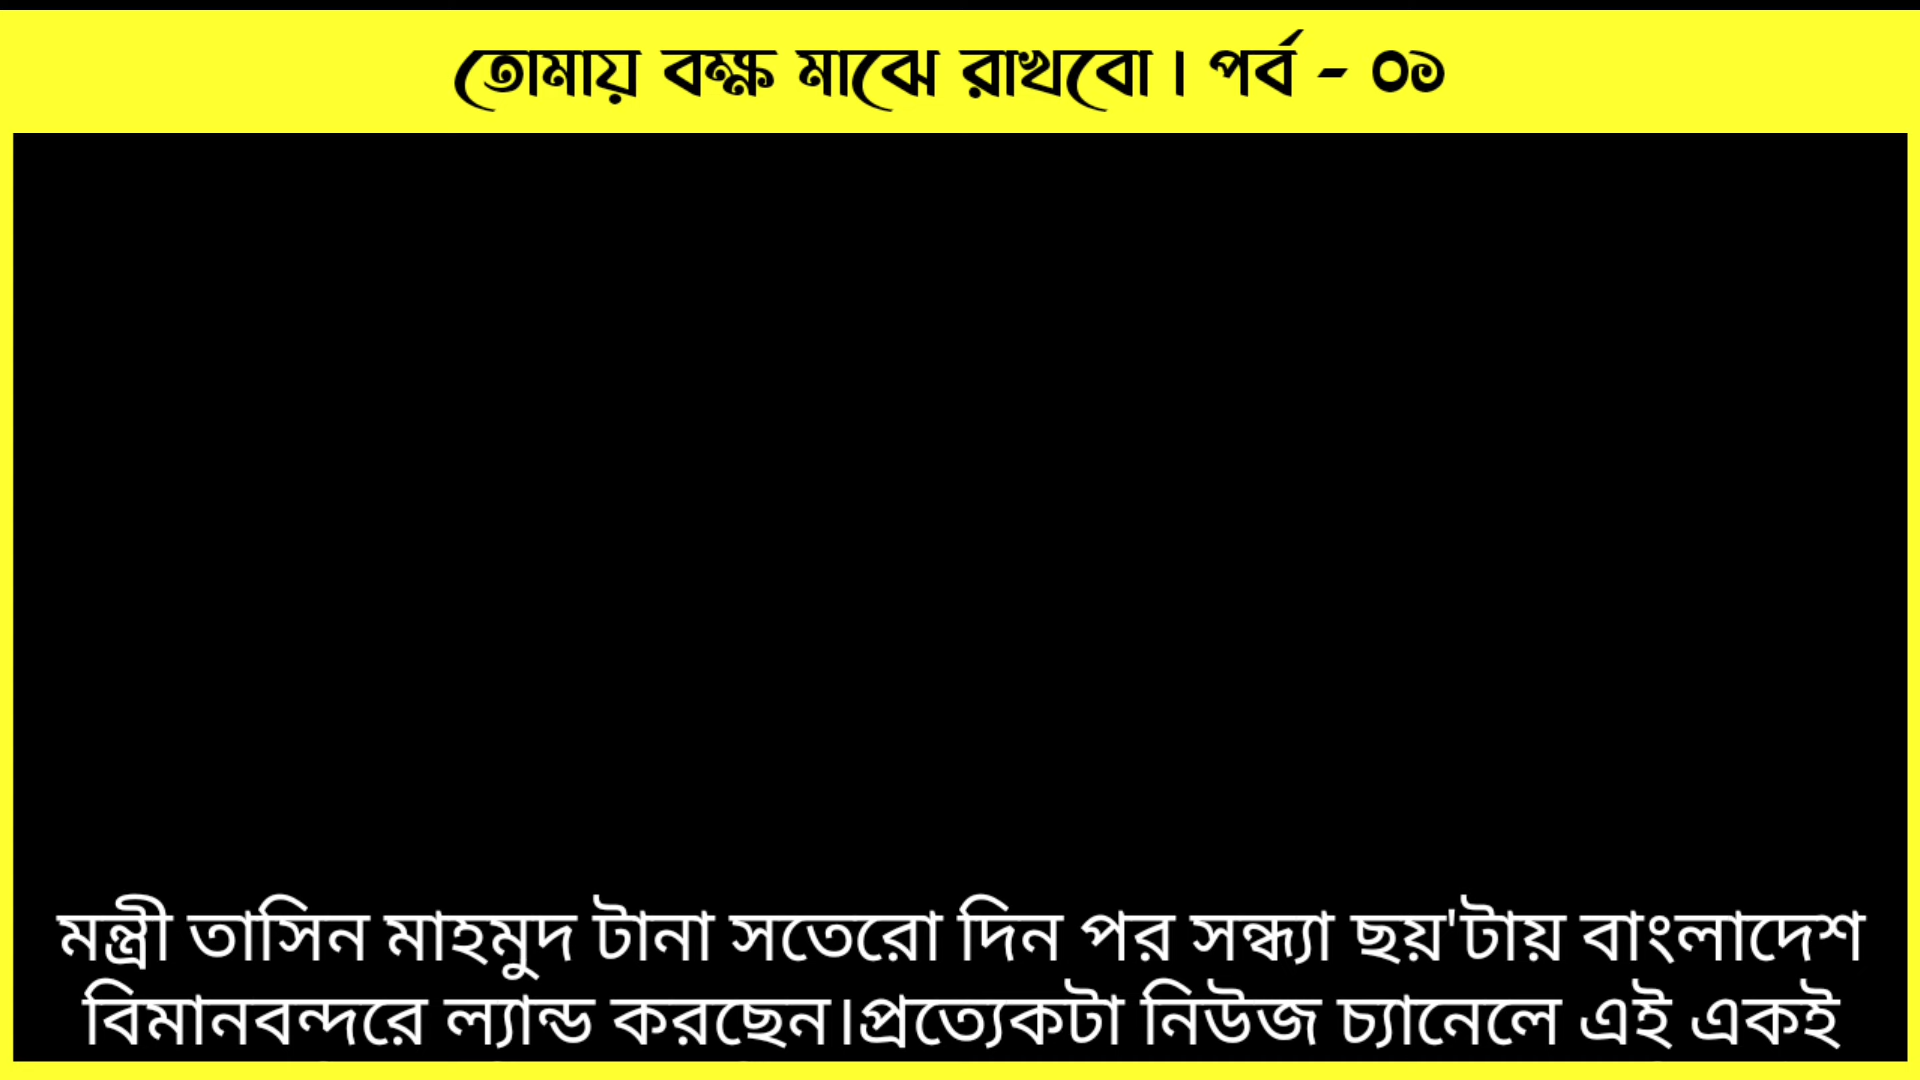 তোমায় বক্ষ মাঝে রাখবো। পর্ব - ০১
মন্ত্রী তাসিন মাহমুদ টানা সতেরো দিন পর সন্ধ্যা ছয়'টায় বাংলাদেশ
বিমানবন্দরে ল্যান্ড করছেন।প্রত্যেকটা নিউজ চ্যানেলে এই একই